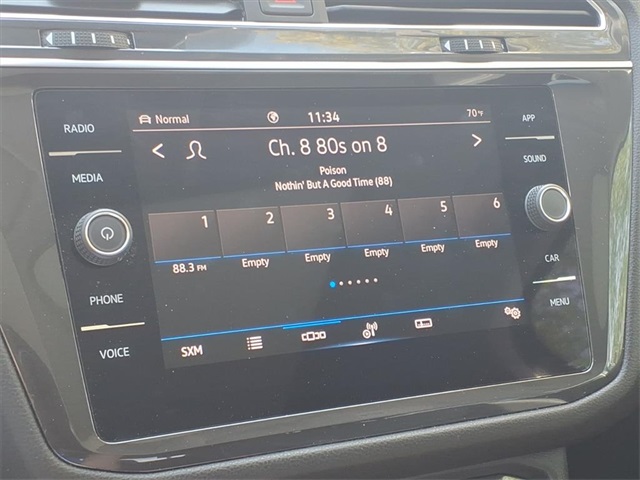 RADIO
MEDIA
PHONE
VOICE
Normal 11:34 70°F
Ch. 8 80s on 8
Poison
Nothin' But A Good Time (88)
1 2 3 4 5 6
88.3 FM Empty Empty Empty Empty Empty
SXM
APP
SOUND
CAR
MENU